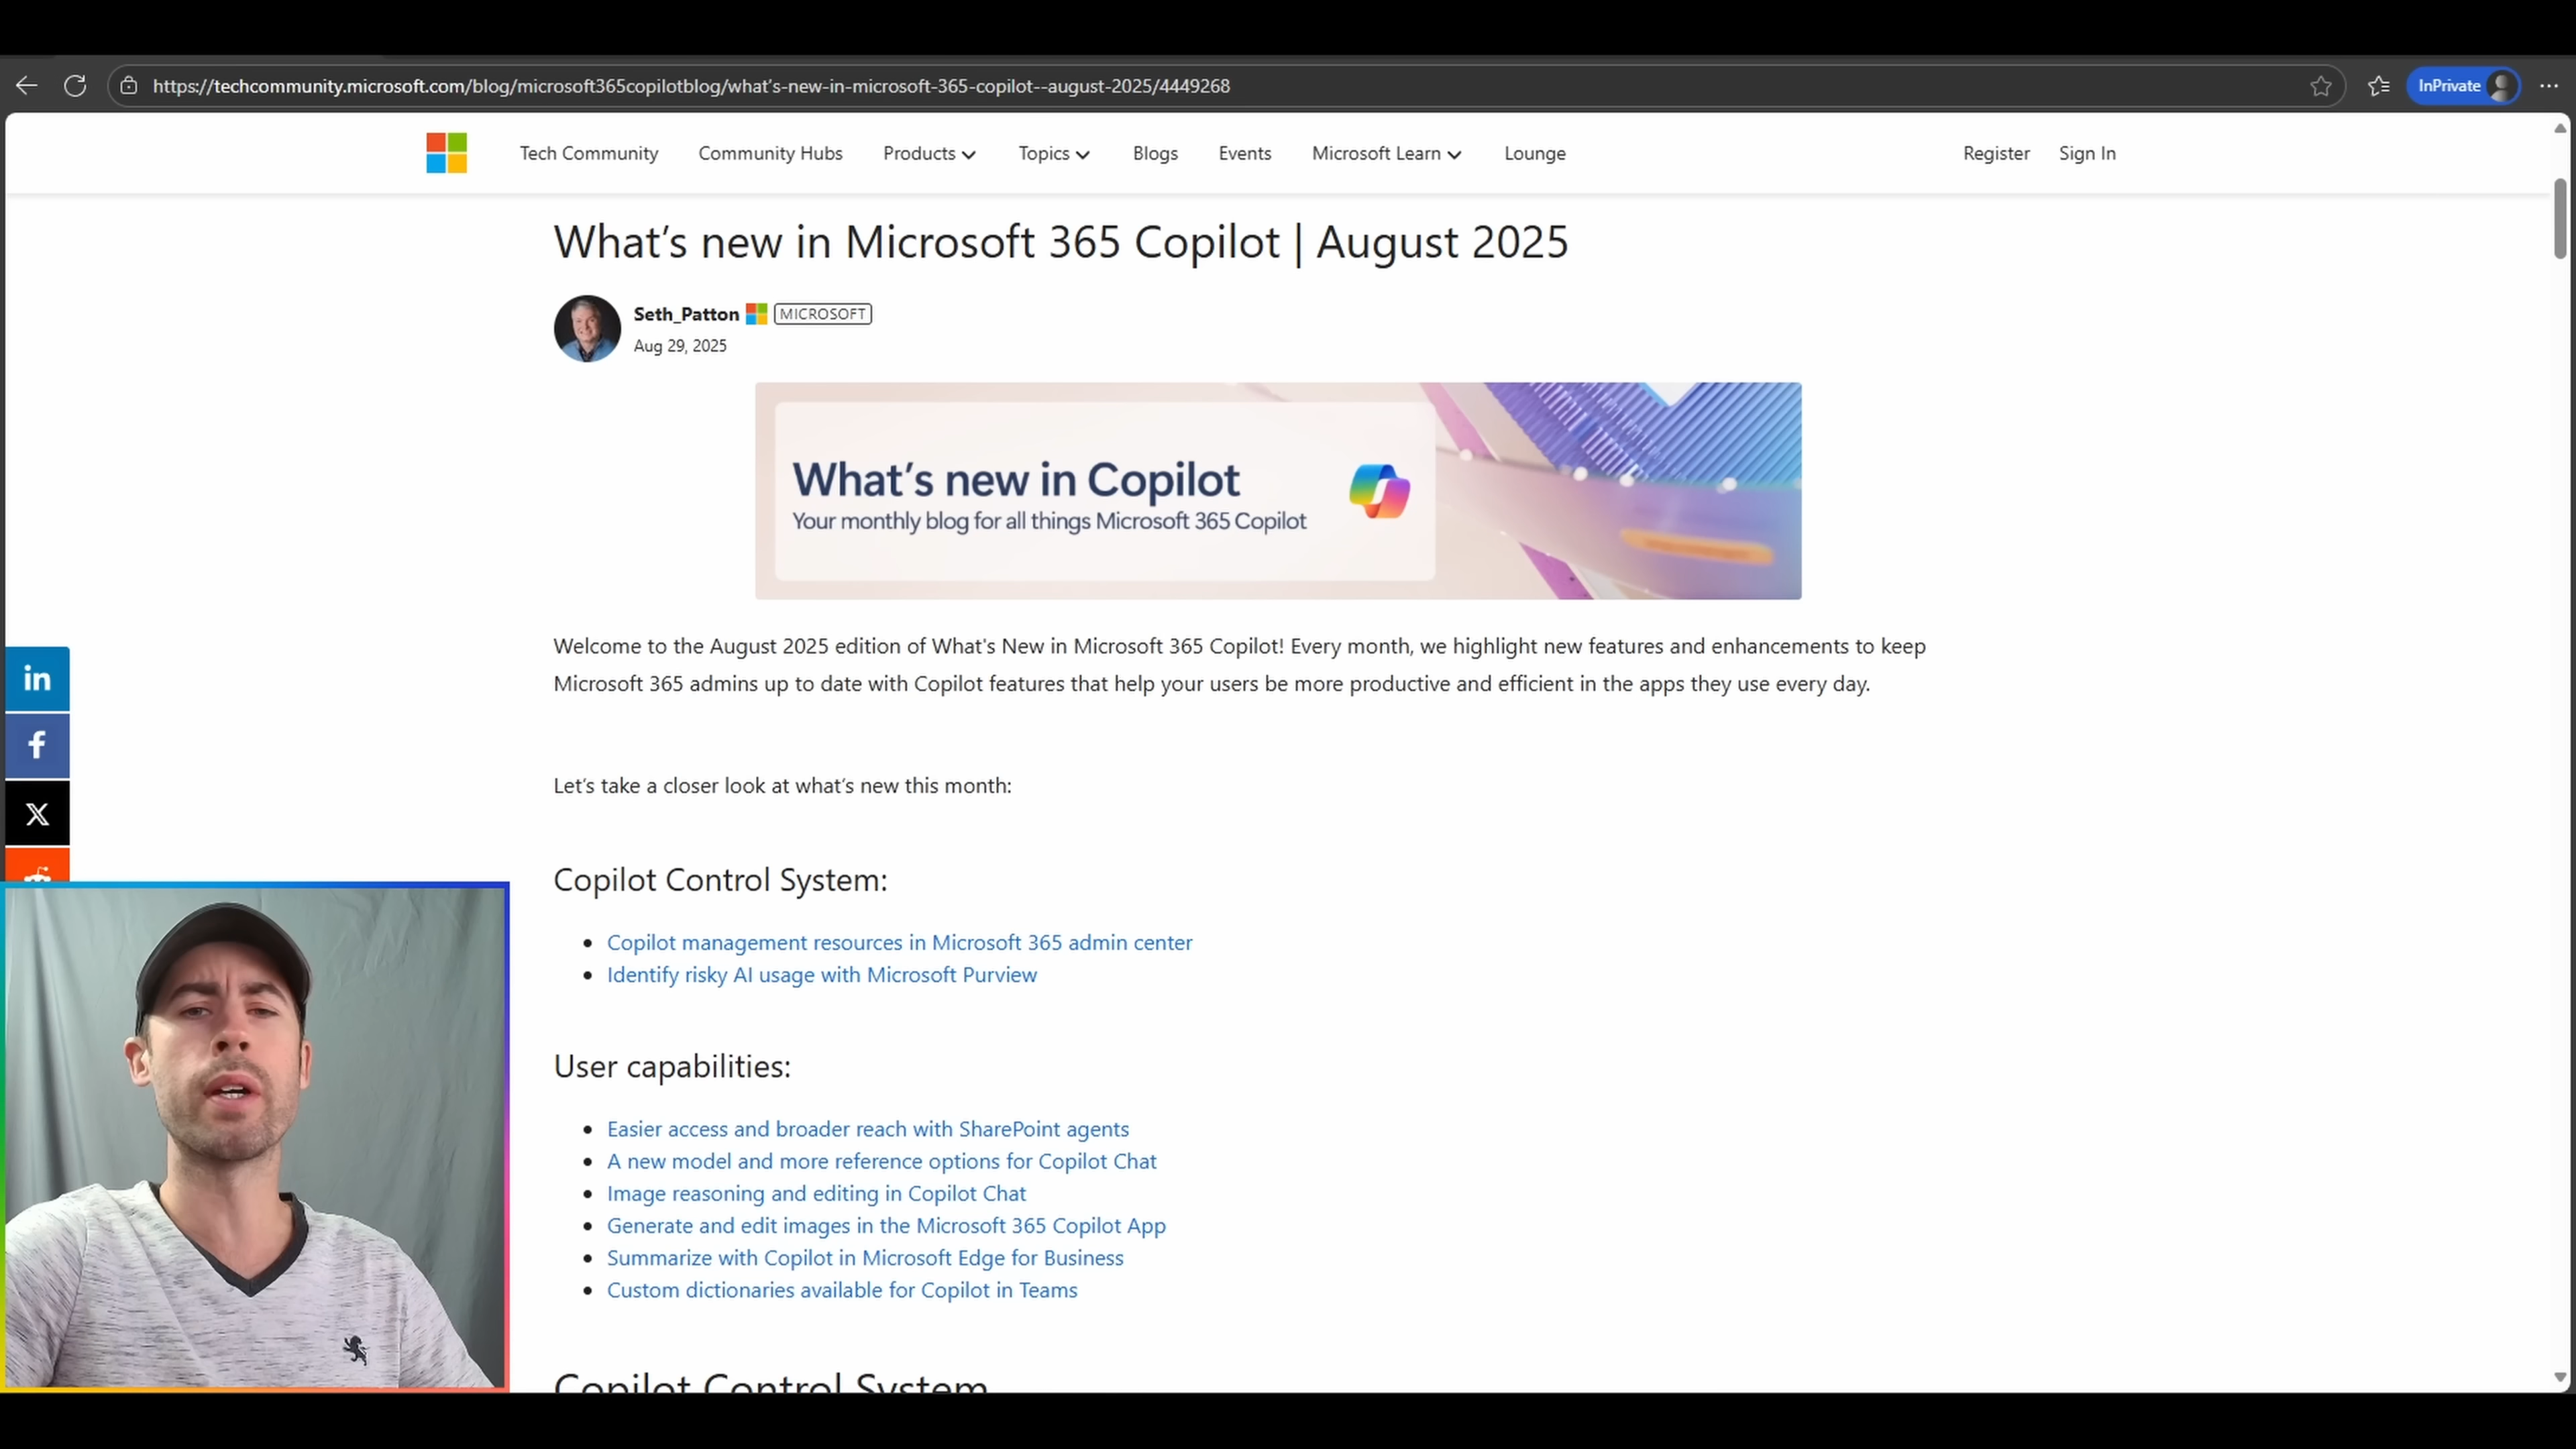 https://techcommunity.microsoft.com/blog/microsoft365copilotblog/what's-new-in-microsoft-365-copilot--august-2025/4449268
InPrivate
Tech Community Community Hubs Products Topics Blogs Events Microsoft Learn Lounge Register Sign In
What's new in Microsoft 365 Copilot | August 2025
Seth_Patton MICROSOFT
Aug 29, 2025
What's new in Copilot
Your monthly blog for all things Microsoft 365 Copilot
Welcome to the August 2025 edition of What's New in Microsoft 365 Copilot! Every month, we highlight new features and enhancements to keep
Microsoft 365 admins up to date with Copilot features that help your users be more productive and efficient in the apps they use every day.
Let's take a closer look at what's new this month:
in
f
X
Copilot Control System:
Copilot management resources in Microsoft 365 admin center
Identify risky AI usage with Microsoft Purview
User capabilities:
Easier access and broader reach with SharePoint agents
A new model and more reference options for Copilot Chat
Image reasoning and editing in Copilot Chat
Generate and edit images in the Microsoft 365 Copilot App
Summarize with Copilot in Microsoft Edge for Business
Custom dictionaries available for Copilot in Teams
Copilot Control System